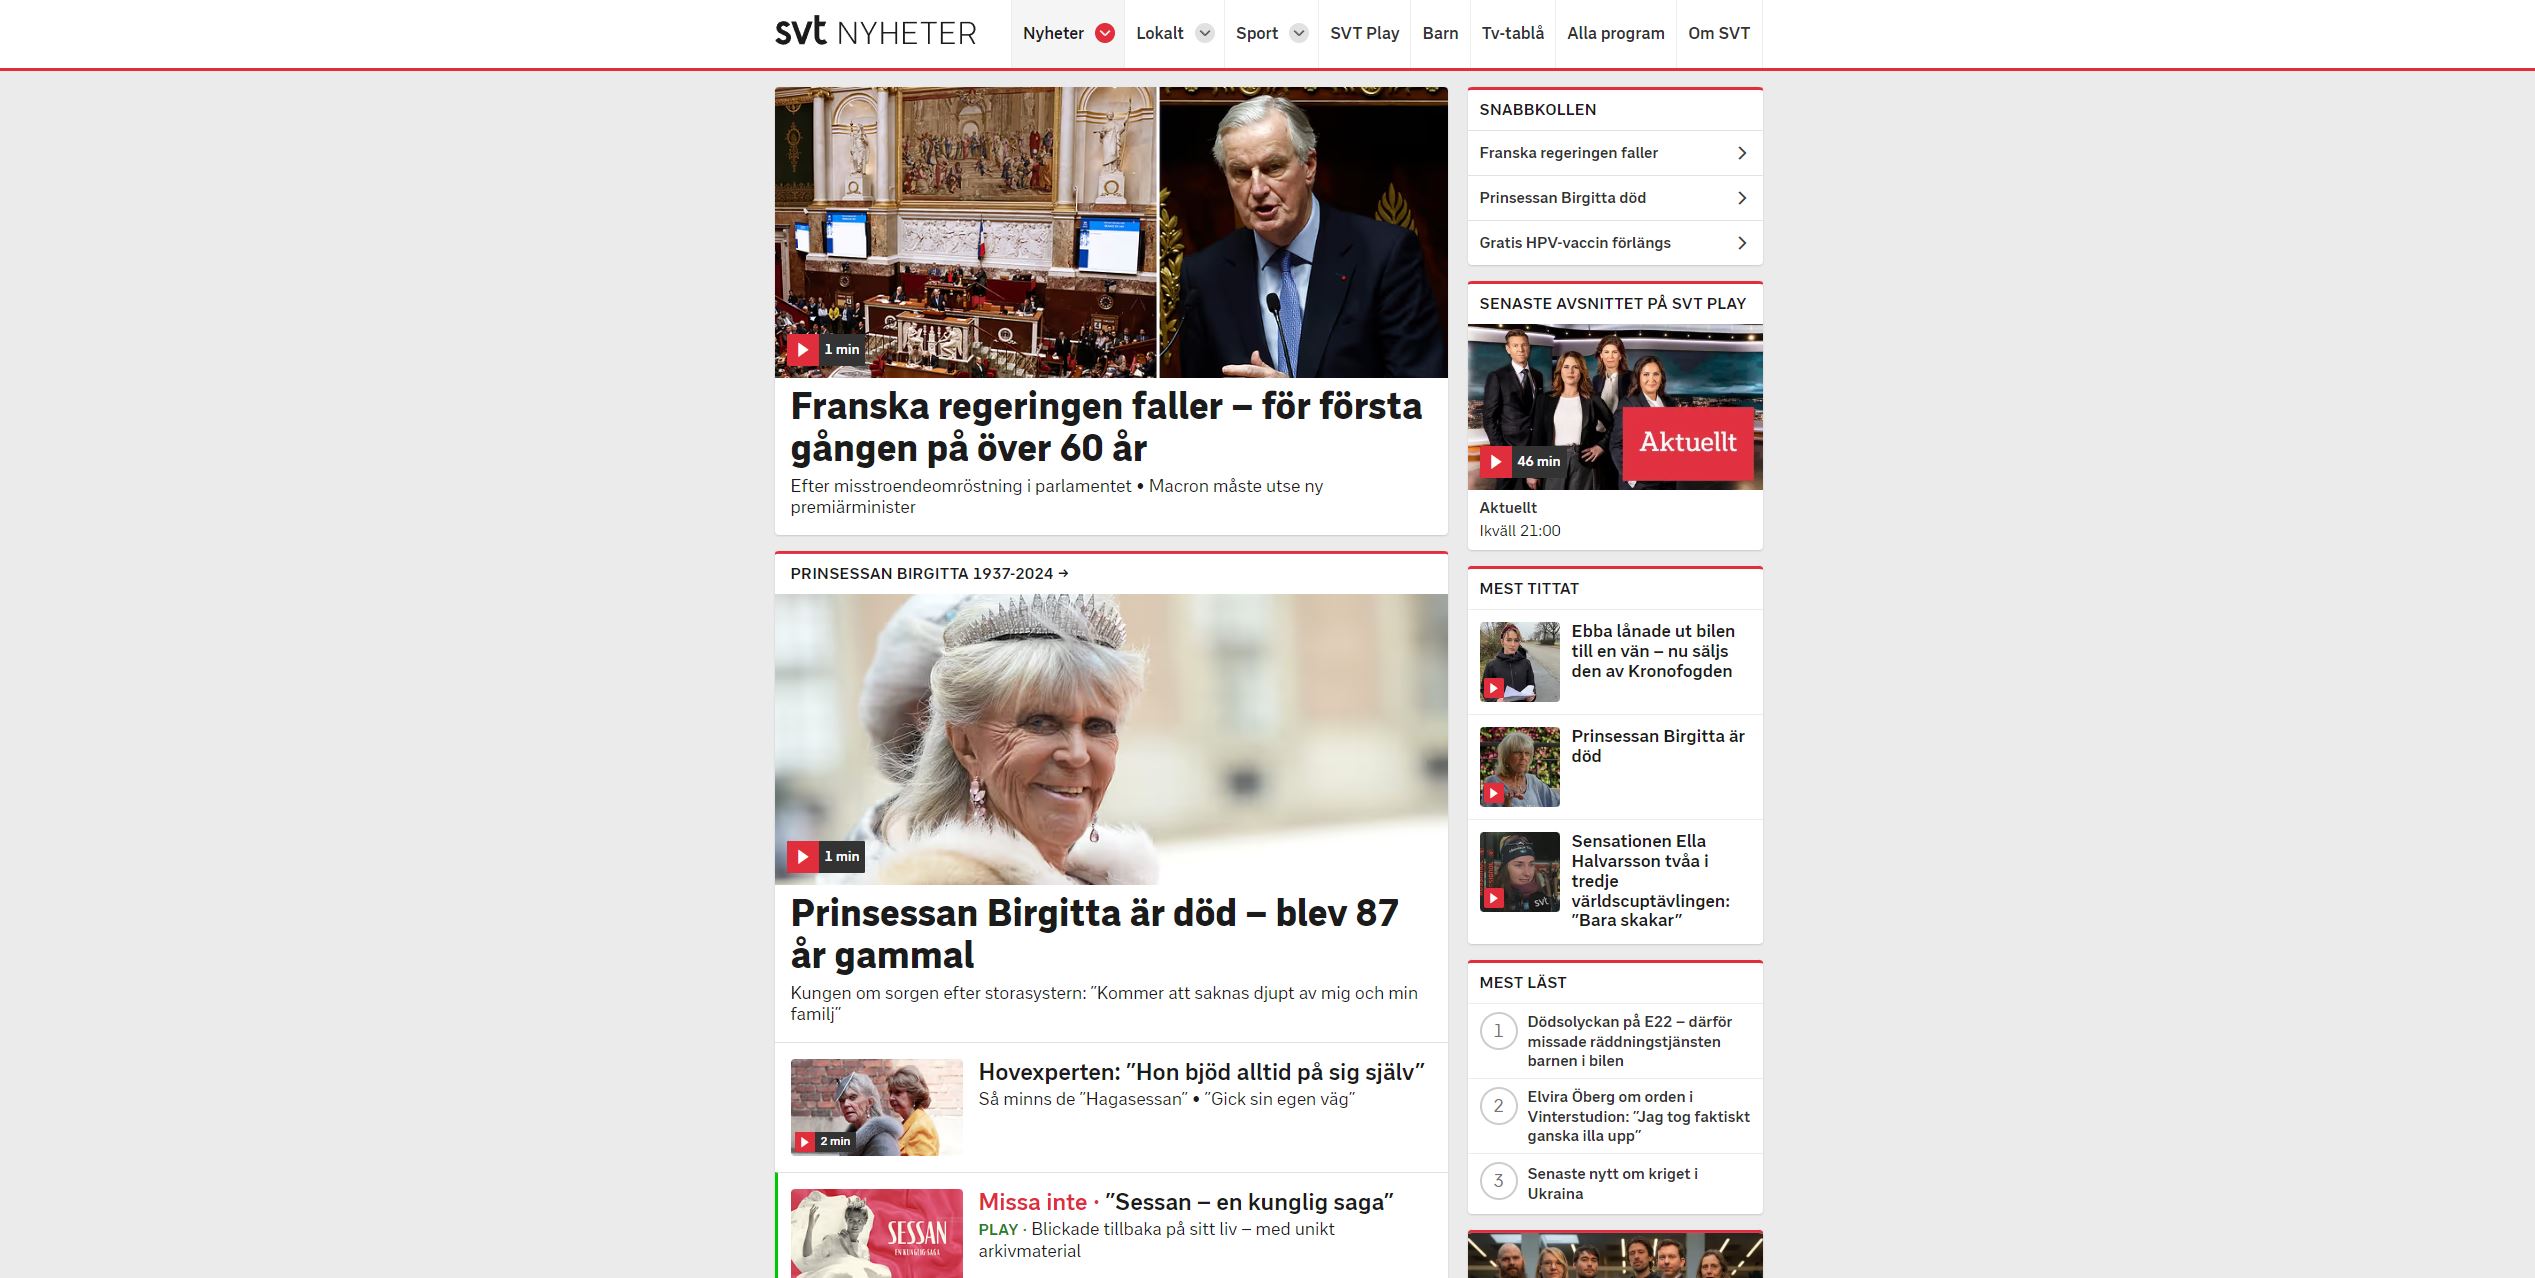 svt NYHETER
Nyheter
Lokalt
Sport
SVT Play
Barn
Tv-tablå
Alla program
Om SVT
1 min
Franska regeringen faller – för första
gången på över 60 år
Efter misstroendeomröstning i parlamentet • Macron måste utse ny
premiärminister
PRINSESSAN BIRGITTA 1937-2024 →
1 min
Prinsessan Birgitta är död – blev 87
år gammal
Kungen om sorgen efter storasystern: ”Kommer att saknas djupt av mig och min
familj”
2 min
Hovexperten: ”Hon bjöd alltid på sig själv”
Så minns de ”Hagasessan” • ”Gick sin egen väg”
SESSAN
EN KUNGLIG SAGA
Missa inte · ”Sessan – en kunglig saga”
PLAY · Blickade tillbaka på sitt liv – med unikt
arkivmaterial
SNABBKOLLEN
Franska regeringen faller
Prinsessan Birgitta död
Gratis HPV-vaccin förlängs
SENASTE AVSNITTET PÅ SVT PLAY
Aktuellt
46 min
Aktuellt
Ikväll 21:00
MEST TITTAT
Ebba lånade ut bilen
till en vän – nu säljs
den av Kronofogden
Prinsessan Birgitta är
död
svt
Sensationen Ella
Halvarsson tvåa i
tredje
världscuptävlingen:
”Bara skakar”
MEST LÄST
1
Dödsolyckan på E22 – därför
missade räddningstjänsten
barnen i bilen
2
Elvira Öberg om orden i
Vinterstudion: ”Jag tog faktiskt
ganska illa upp”
3
Senaste nytt om kriget i
Ukraina